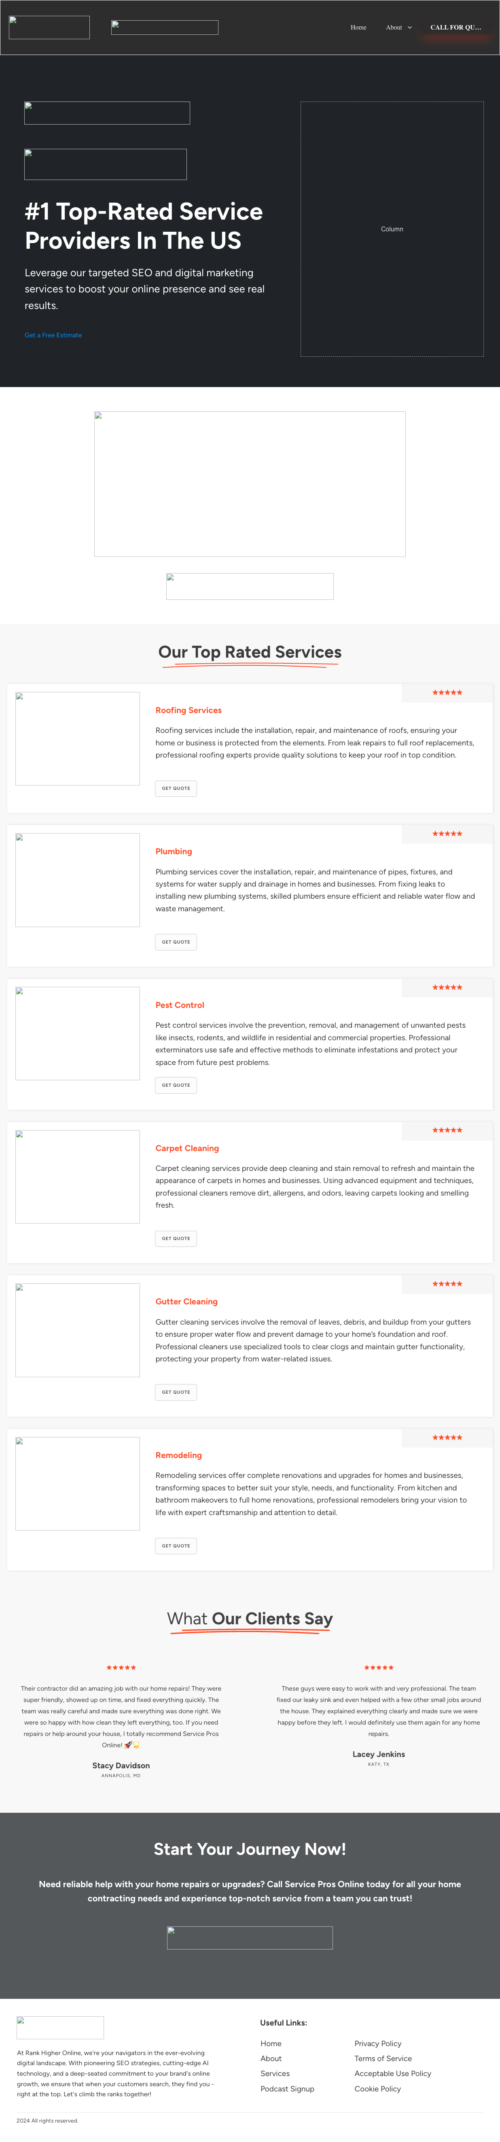 Home
About
CALL FOR QU...
#1 Top-Rated Service
Providers In The US
Leverage our targeted SEO and digital marketing
services to boost your online presence and see real
results.
Get a Free Estimate
Column
Our Top Rated Services
★★★★★
Roofing Services
Roofing services include the installation, repair, and maintenance of roofs, ensuring your
home or business is protected from the elements. From leak repairs to full roof replacements,
professional roofing experts provide quality solutions to keep your roof in top condition.
GET QUOTE
★★★★★
Plumbing
Plumbing services cover the installation, repair, and maintenance of pipes, fixtures, and
systems for water supply and drainage in homes and businesses. From fixing leaks to
installing new plumbing systems, skilled plumbers ensure efficient and reliable water flow and
waste management.
GET QUOTE
★★★★★
Pest Control
Pest control services involve the prevention, removal, and management of unwanted pests
like insects, rodents, and wildlife in residential and commercial properties. Professional
exterminators use safe and effective methods to eliminate infestations and protect your
space from future pest problems.
GET QUOTE
★★★★★
Carpet Cleaning
Carpet cleaning services provide deep cleaning and stain removal to refresh and maintain the
appearance of carpets in homes and businesses. Using advanced equipment and techniques,
professional cleaners remove dirt, allergens, and odors, leaving carpets looking and smelling
fresh.
GET QUOTE
★★★★★
Gutter Cleaning
Gutter cleaning services involve the removal of leaves, debris, and buildup from your gutters
to ensure proper water flow and prevent damage to your home's foundation and roof.
Professional cleaners use specialized tools to clear clogs and maintain gutter functionality,
protecting your property from water-related issues.
GET QUOTE
★★★★★
Remodeling
Remodeling services offer complete renovations and upgrades for homes and businesses,
transforming spaces to better suit your style, needs, and functionality. From kitchen and
bathroom makeovers to full home renovations, professional remodelers bring your vision to
life with expert craftsmanship and attention to detail.
GET QUOTE
What Our Clients Say
★★★★★
Their contractor did an amazing job with our home repairs! They were
super friendly, showed up on time, and fixed everything quickly. The
team was really careful and made sure everything was done right. We
were so happy with how clean they left everything, too. If you need
repairs or help around your house, I totally recommend Service Pros
Online! 🚀🌟
Stacy Davidson
ANNAPOLIS, MD
★★★★★
These guys were easy to work with and very professional. The team
fixed our leaky sink and even helped with a few other small jobs around
the house. They explained everything clearly and made sure we were
happy before they left. I would definitely use them again for any home
repairs.
Lacey Jenkins
KATY, TX
Start Your Journey Now!
Need reliable help with your home repairs or upgrades? Call Service Pros Online today for all your home
contracting needs and experience top-notch service from a team you can trust!
At Rank Higher Online, we're your navigators in the ever-evolving
digital landscape. With pioneering SEO strategies, cutting-edge AI
technology, and a deep-seated commitment to your brand's online
growth, we ensure that when your customers search, they find you -
right at the top. Let's climb the ranks together!
Useful Links:
Home
About
Services
Podcast Signup
Privacy Policy
Terms of Service
Acceptable Use Policy
Cookie Policy
2024 All rights reserved.